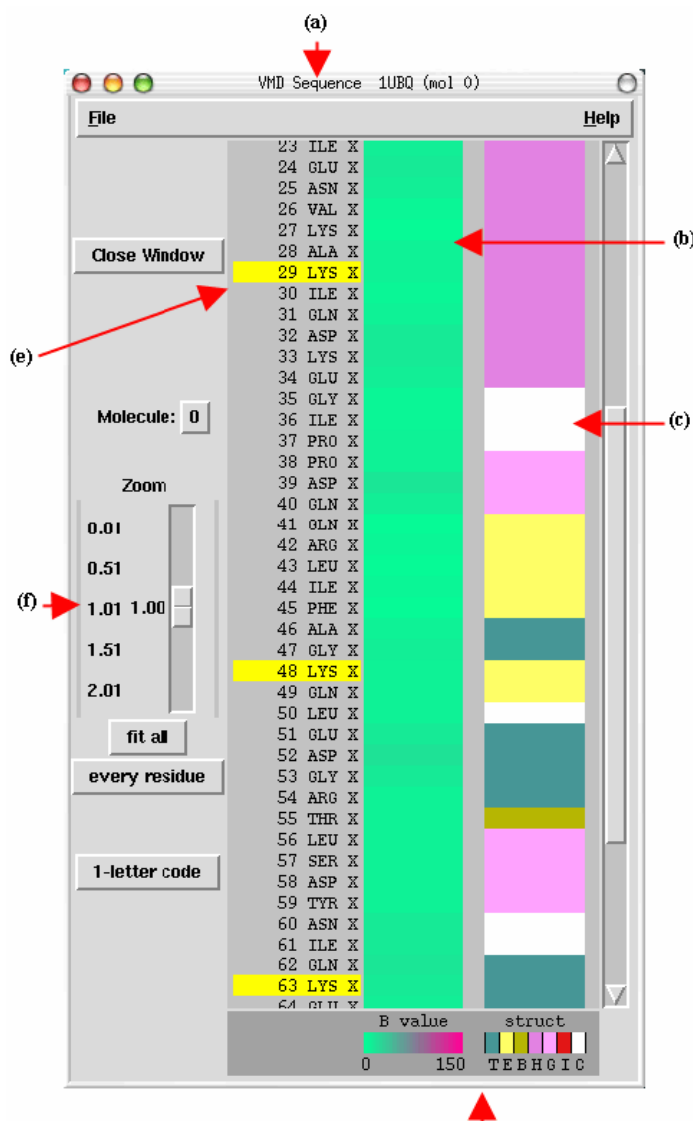 (a)
VMD Sequence 1UBQ (mol 0)
File Help
23 ILE X
24 GLU X
25 ASN X
26 VAL X
27 LYS X
(b)
Close Window
28 ALA X
29 LYS X
30 ILE X
31 GLN X
32 ASP X
(e)
33 LYS X
34 GLU X
35 GLY X
Molecule: 0
36 ILE X
(c)
37 PRO X
38 PRO X
Zoom
39 ASP X
40 GLN X
0.01
41 GLN X
42 ARG X
0.51
43 LEU X
44 ILE X
(f)
1.01 1.00
45 PHE X
46 ALA X
1.51
47 GLY X
48 LYS X
2.01
49 GLN X
50 LEU X
fit all
51 GLU X
52 ASP X
every residue
53 GLY X
54 ARG X
55 THR X
56 LEU X
57 SER X
1-letter code
58 ASP X
59 TYR X
60 ASN X
61 ILE X
62 GLN X
63 LYS X
64 GLU X
B value struct
0 150 T E B H G I C